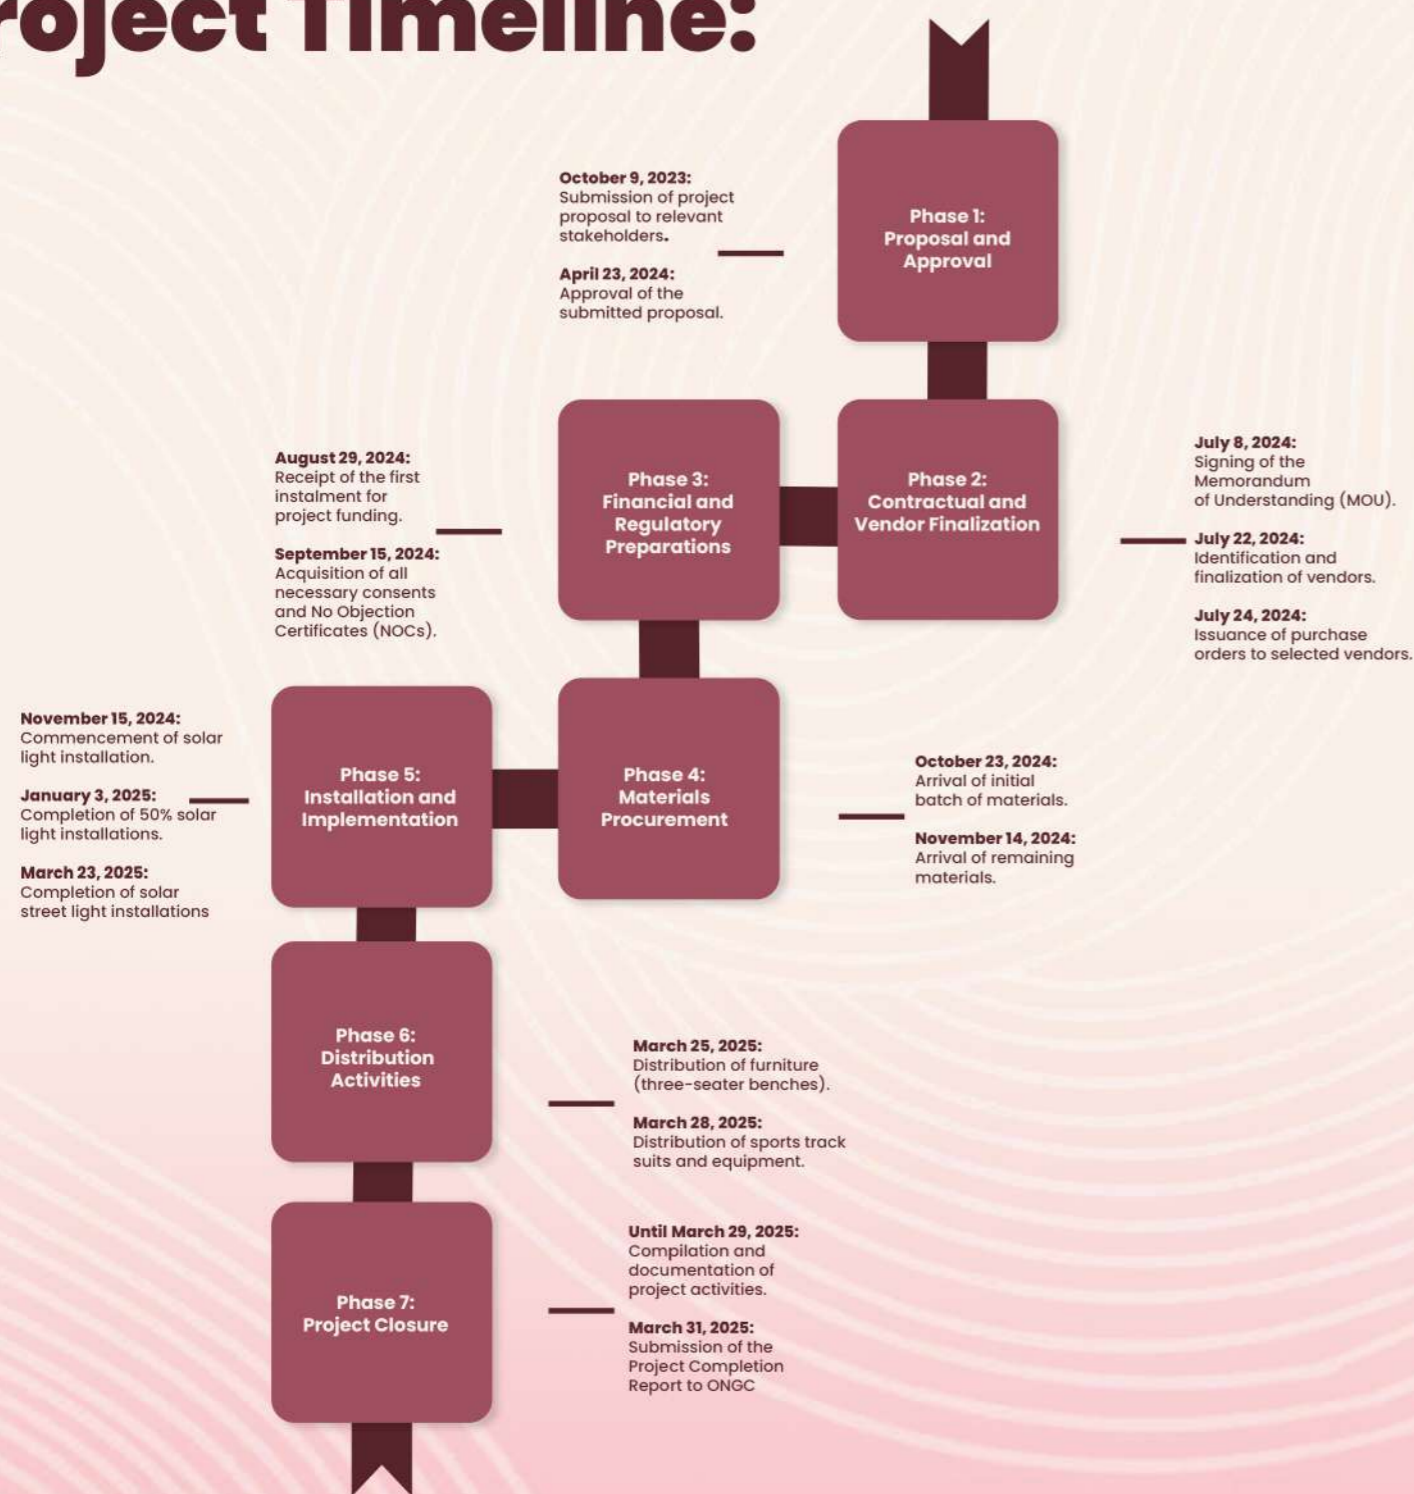 roject Timeline:
October 9, 2023:
Submission of project
proposal to relevant
stakeholders.
April 23, 2024:
Approval of the
submitted proposal.
Phase 1:
Proposal and
Approval
Phase 2:
Contractual and
Vendor Finalization
July 8, 2024:
Signing of the
Memorandum
of Understanding (MOU).
July 22, 2024:
Identification and
finalization of vendors.
July 24, 2024:
Issuance of purchase
orders to selected vendors.
Phase 3:
Financial and
Regulatory
Preparations
August 29, 2024:
Receipt of the first
instalment for
project funding.
September 15, 2024:
Acquisition of all
necessary consents
and No Objection
Certificates (NOCs).
Phase 4:
Materials
Procurement
October 23, 2024:
Arrival of initial
batch of materials.
November 14, 2024:
Arrival of remaining
materials.
Phase 5:
Installation and
Implementation
November 15, 2024:
Commencement of solar
light installation.
January 3, 2025:
Completion of 50% solar
light installations.
March 23, 2025:
Completion of solar
street light installations
Phase 6:
Distribution
Activities
March 25, 2025:
Distribution of furniture
(three-seater benches).
March 28, 2025:
Distribution of sports track
suits and equipment.
Phase 7:
Project Closure
Until March 29, 2025:
Compilation and
documentation of
project activities.
March 31, 2025:
Submission of the
Project Completion
Report to ONGC